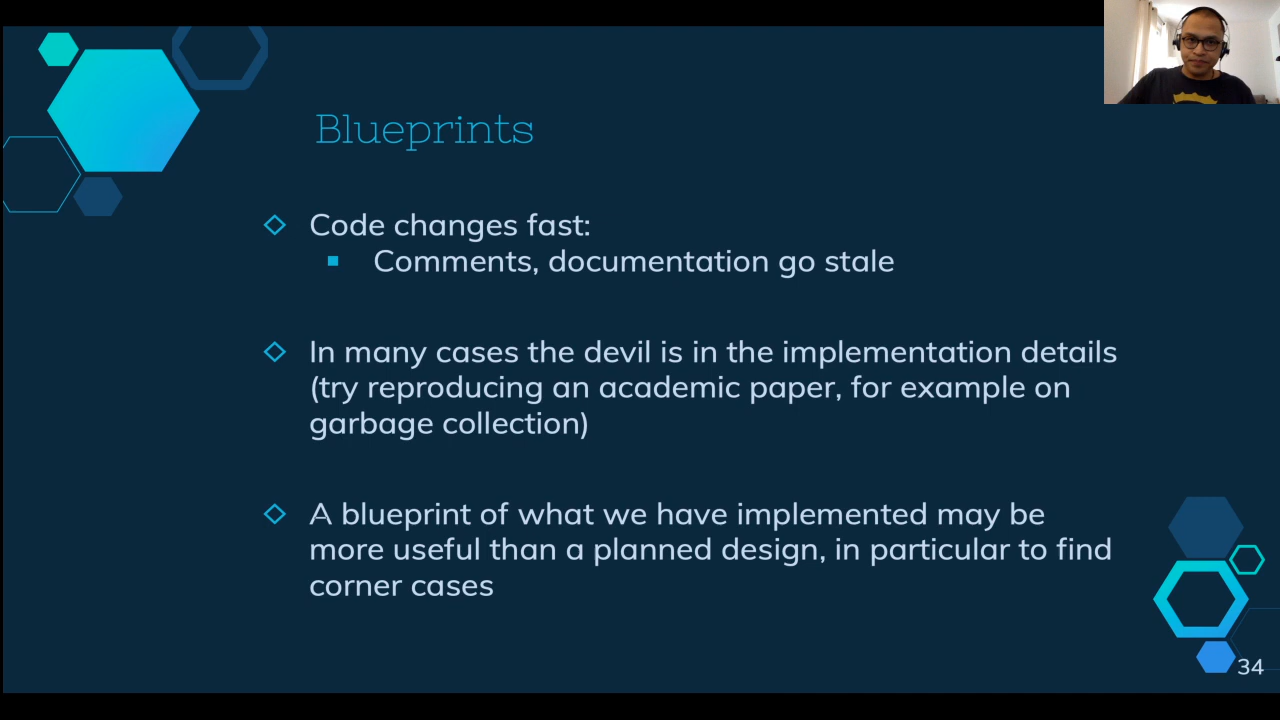 Blueprints
Code changes fast:
Comments, documentation go stale
In many cases the devil is in the implementation details
(try reproducing an academic paper, for example on
garbage collection)
A blueprint of what we have implemented may be
more useful than a planned design, in particular to find
corner cases
34